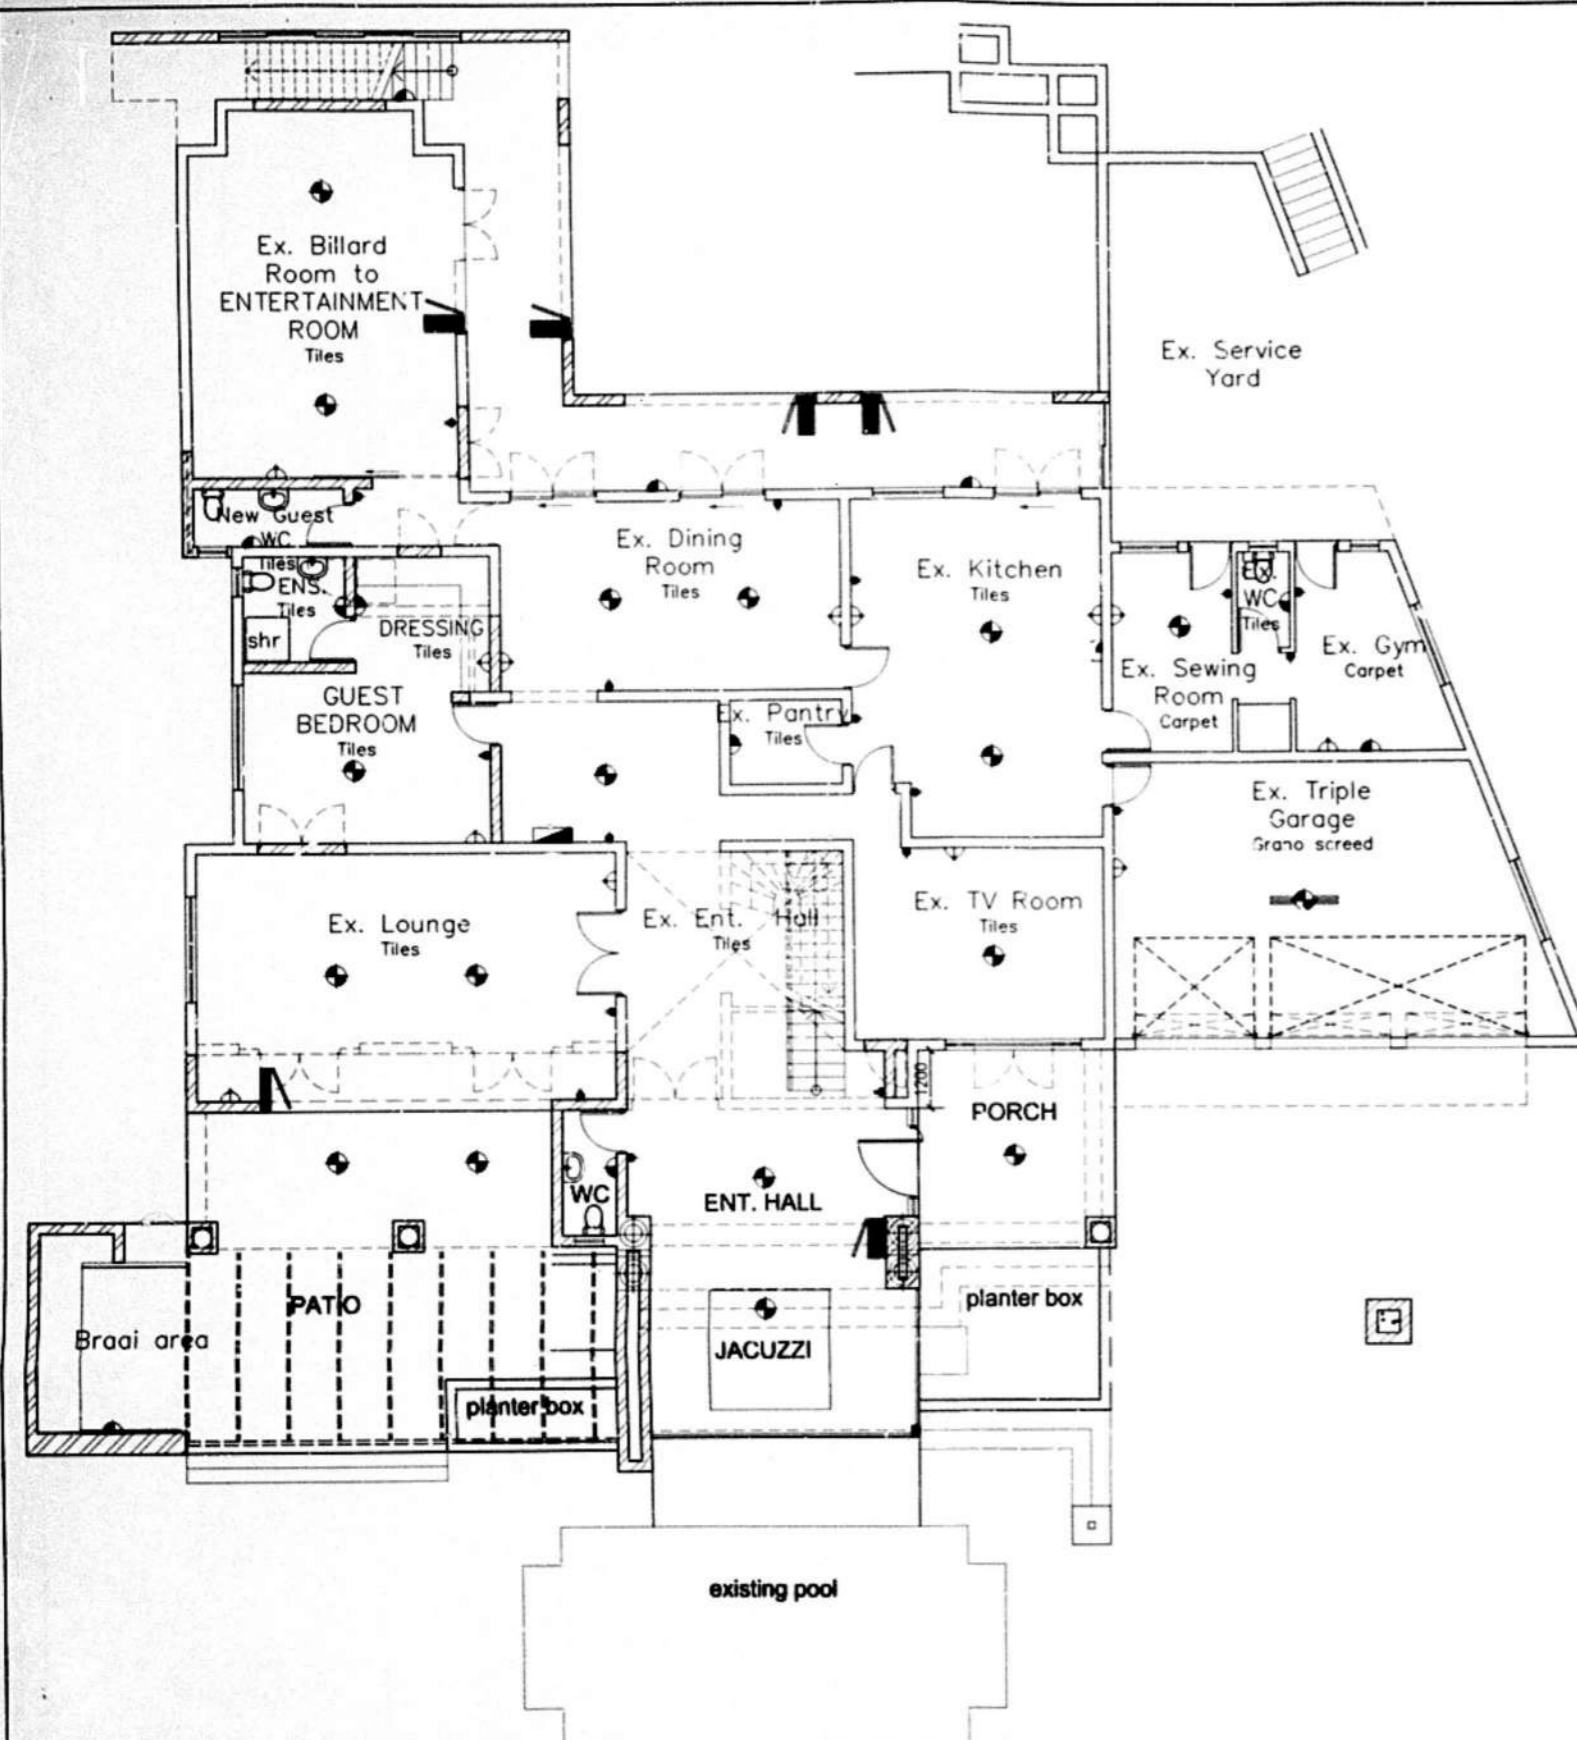 Ex. Billard
Room to
ENTERTAINMENT
ROOM
Tiles
Ex. Service
Yard
New Guest
WC
Tiles
ENS.
Tiles
shr
DRESSING
Tiles
GUEST
BEDROOM
Tiles
Ex. Dining
Room
Tiles
Ex. Kitchen
Tiles
Ex. Pantry
Tiles
Ex. Sewing
Room
Carpet
Ex.
WC
Tiles
Ex. Gym
Carpet
Ex. Triple
Garage
Grano screed
Ex. Lounge
Tiles
Ex. Ent. Hall
Tiles
Ex. TV Room
Tiles
1200
PORCH
WC
ENT. HALL
PATIO
Braai area
planter box
JACUZZI
planter box
existing pool